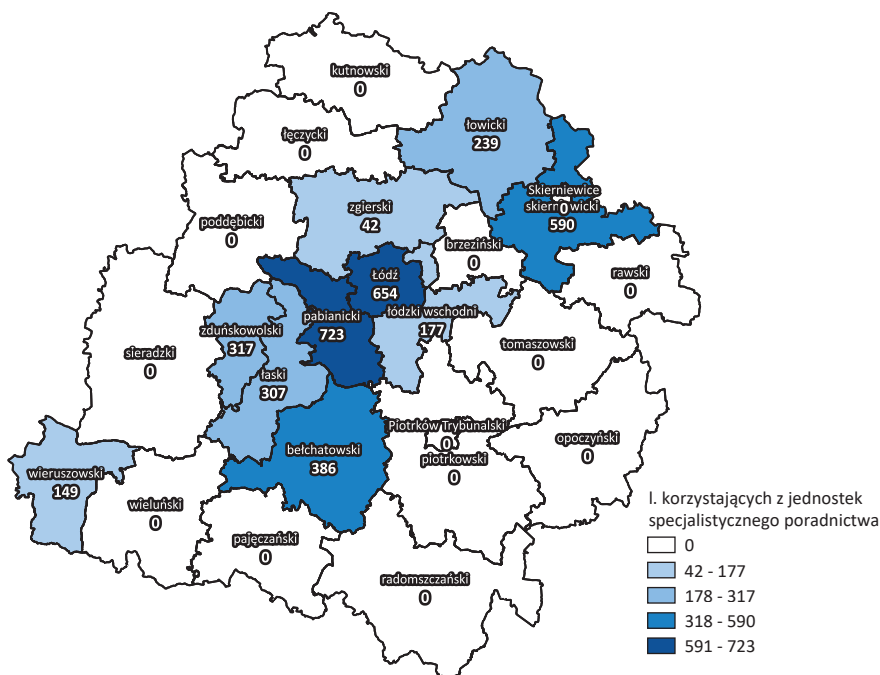 kutnowski
0
łowicki
239
łęczycki
0
Skierniewice
0
skierniewicki
590
zgierski
42
poddębicki
0
brzeziński
0
rawski
0
Łódź
654
pabianicki
723
łódzki wschodni
177
zduńskowolski
317
sieradzki
0
tomaszowski
0
łaski
307
Piotrków Trybunalski
0
opoczyński
0
bełchatowski
386
piotrkowski
0
wieruszowski
149
wieluński
0
pajęczański
0
radomszczański
0
l. korzystających z jednostek
specjalistycznego poradnictwa
0
42 - 177
178 - 317
318 - 590
591 - 723